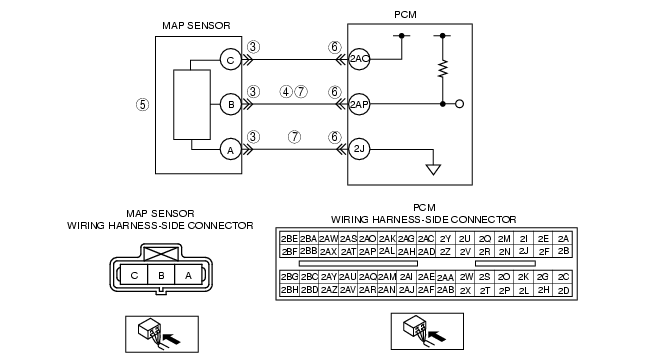 MAP SENSOR
PCM
C ③ ⑥ 2AO
⑤ B ③ ④ ⑦ ⑥ 2AP
A ③ ⑦ ⑥ 2J
MAP SENSOR
WIRING HARNESS-SIDE CONNECTOR
C B A
PCM
WIRING HARNESS-SIDE CONNECTOR
2BE 2BA 2AW 2AS 2AO 2AK 2AG 2AC 2Y 2U 2Q 2M 2I 2E 2A
2BF 2BB 2AX 2AT 2AP 2AL 2AH 2AD 2Z 2V 2R 2N 2J 2F 2B
2BG 2BC 2AY 2AU 2AQ 2AM 2AI 2AE 2AA 2W 2S 2O 2K 2G 2C
2BH 2BD 2AZ 2AV 2AR 2AN 2AJ 2AF 2AB 2X 2T 2P 2L 2H 2D